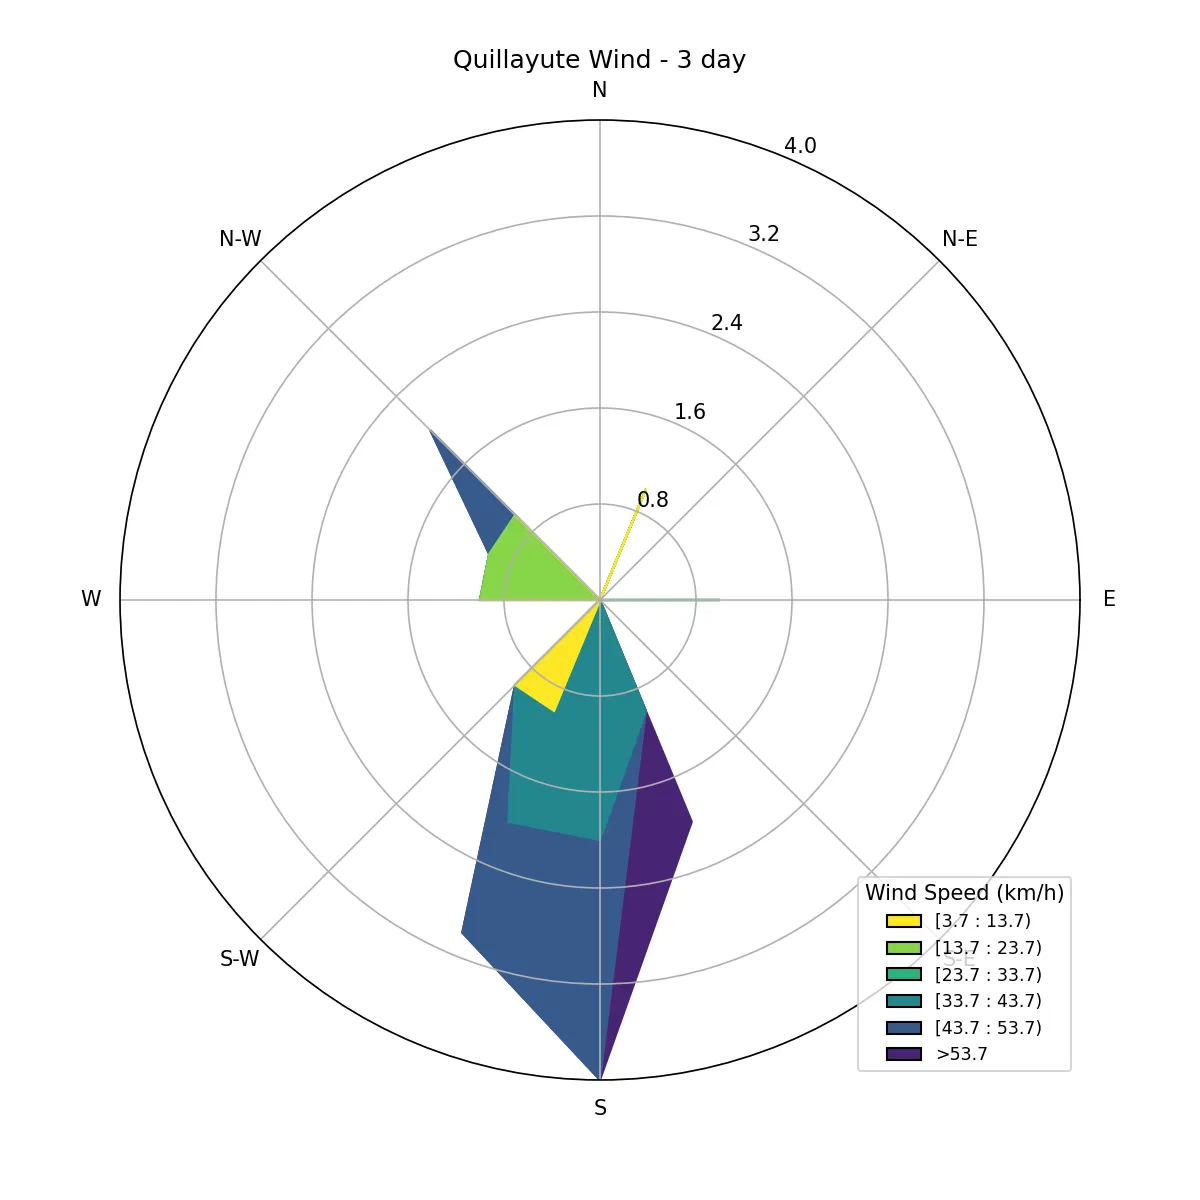 Quillayute Wind - 3 day
N
4.0
N-W
3.2
N-E
2.4
1.6
0.8
W
E
Wind Speed (km/h)
[3.7 : 13.7)
[13.7 : 23.7)
S-W
S-E
[23.7 : 33.7)
[33.7 : 43.7)
[43.7 : 53.7)
>53.7
S